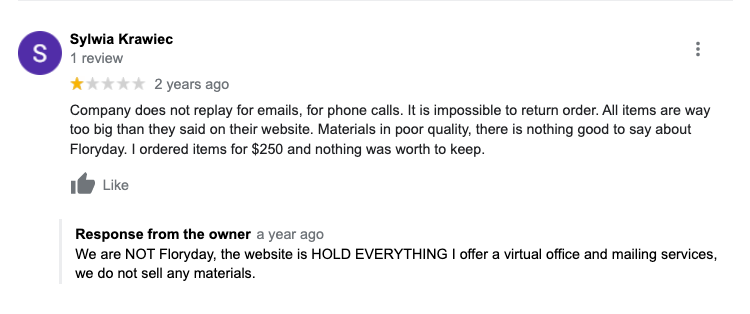 S
Sylwia Krawiec
1 review
2 years ago
Company does not replay for emails, for phone calls. It is impossible to return order. All items are way
too big than they said on their website. Materials in poor quality, there is nothing good to say about
Floryday. I ordered items for $250 and nothing was worth to keep.
Like
Response from the owner a year ago
We are NOT Floryday, the website is HOLD EVERYTHING I offer a virtual office and mailing services,
we do not sell any materials.